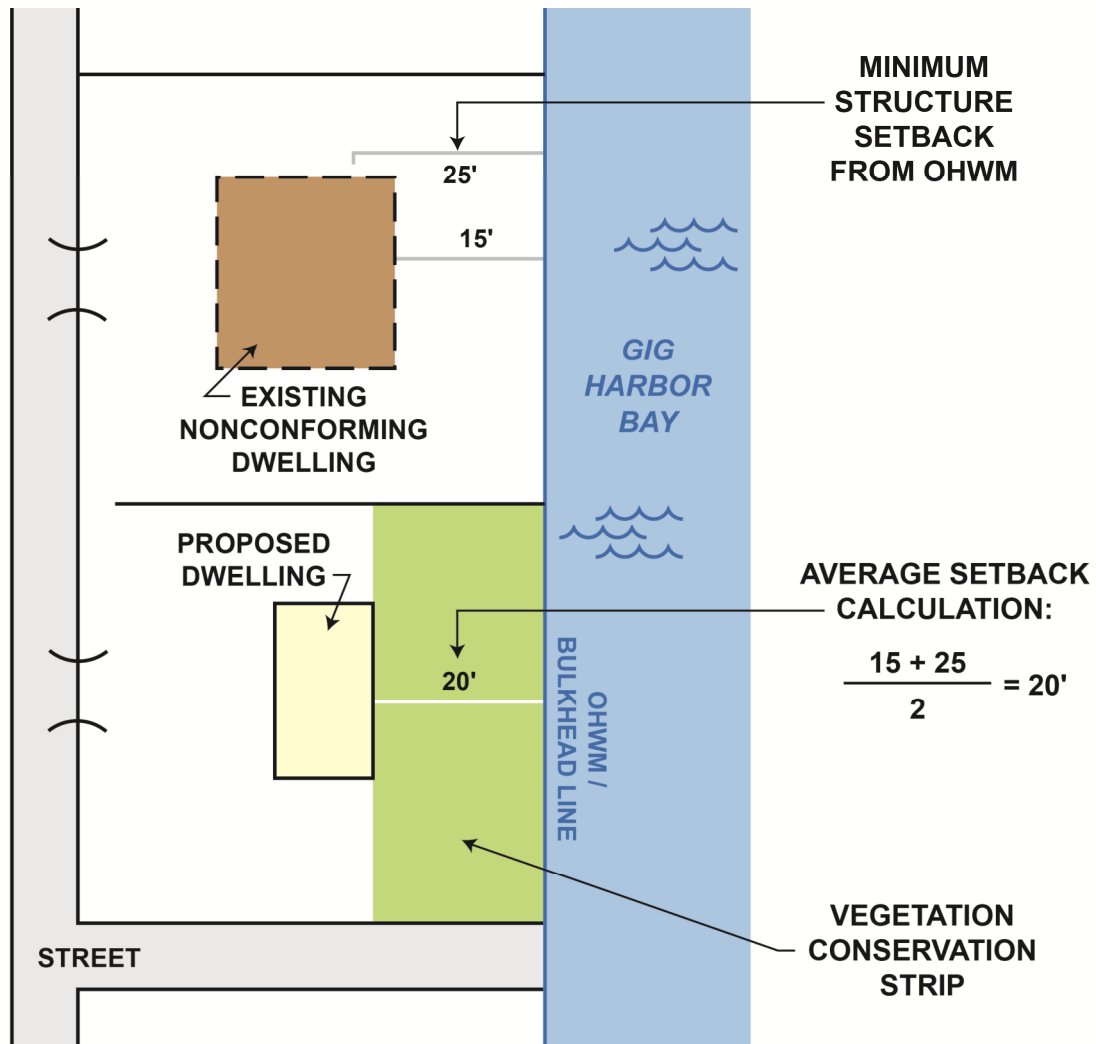 MINIMUM
STRUCTURE
SETBACK
FROM OHWM
25'
15'
GIG
HARBOR
BAY
EXISTING
NONCONFORMING
DWELLING
PROPOSED
DWELLING
AVERAGE SETBACK
CALCULATION:
15 + 25
2
= 20'
20'
OHWM /
BULKHEAD LINE
VEGETATION
CONSERVATION
STRIP
STREET